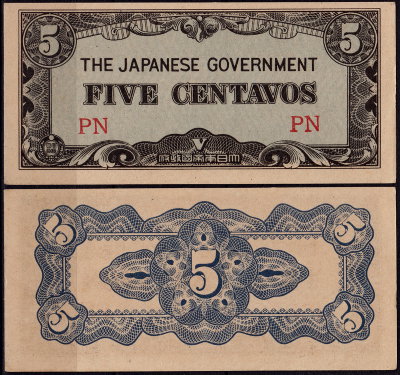 5 5
THE JAPANESE GOVERNMENT
FIVE CENTAVOS
PN PN
V
府政國帝本日大
5 5
5
5 5